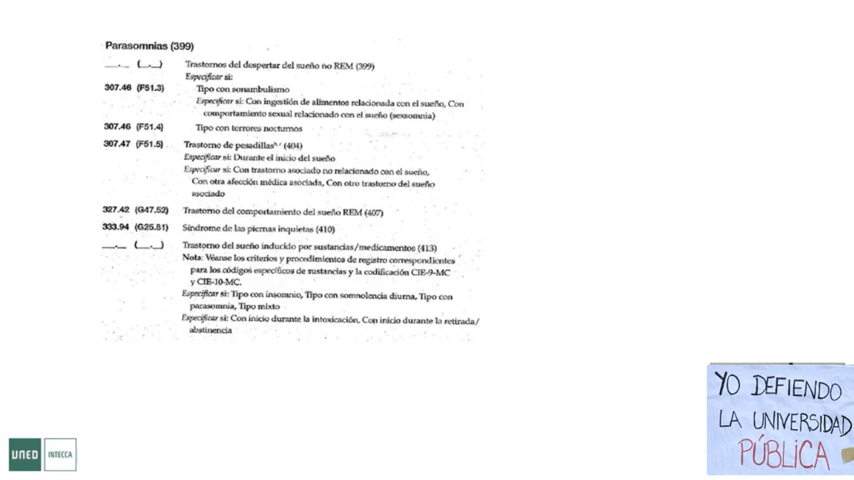 Parasomnias (399)
__.__ (__.__) Trastornos del despertar del sueño no REM (399)
Especificar si:
307.46 (F51.3) Tipo con sonambulismo
Especificar si: Con ingestión de alimentos relacionada con el sueño, Con
comportamiento sexual relacionado con el sueño (sexsomnia)
307.46 (F51.4) Tipo con terrores nocturnos
307.47 (F51.5) Trastorno de pesadillas (404)
Especificar si: Durante el inicio del sueño
Especificar si: Con trastorno asociado no relacionado con el sueño,
Con otra afección médica asociada, Con otro trastorno del sueño
asociado
327.42 (G47.52) Trastorno del comportamiento del sueño REM (407)
333.94 (G25.81) Síndrome de las piernas inquietas (410)
__.__ (__.__) Trastorno del sueño inducido por sustancias/medicamentos (413)
Nota: Véanse los criterios y procedimientos de registro correspondientes
para los códigos específicos de sustancias y la codificación CIE-9-MC
y CIE-10-MC.
Especificar si: Tipo con insomnio, Tipo con somnolencia diurna, Tipo con
parasomnia, Tipo mixto
Especificar si: Con inicio durante la intoxicación, Con inicio durante la retirada/
abstinencia
YO DEFIENDO
LA UNIVERSIDAD
PÚBLICA
UNED INTECCA